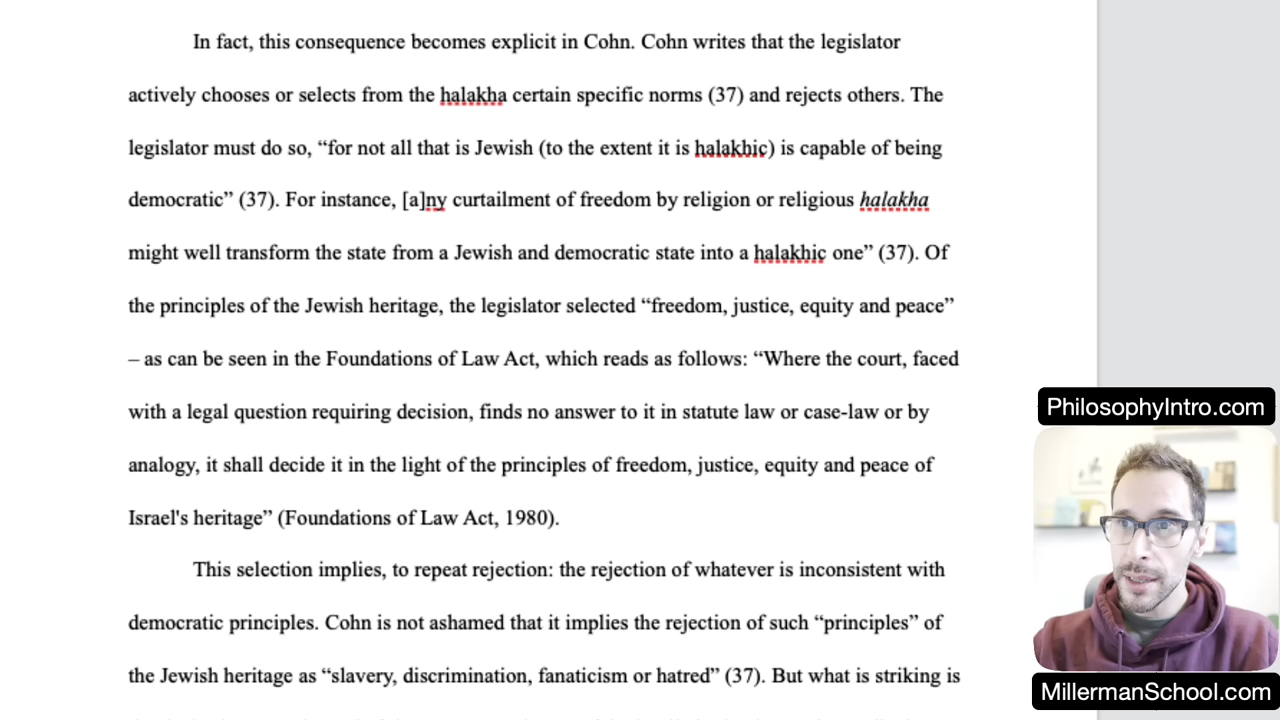 In fact, this consequence becomes explicit in Cohn. Cohn writes that the legislator
actively chooses or selects from the halakha certain specific norms (37) and rejects others. The
legislator must do so, “for not all that is Jewish (to the extent it is halakhic) is capable of being
democratic” (37). For instance, [a]ny curtailment of freedom by religion or religious halakha
might well transform the state from a Jewish and democratic state into a halakhic one” (37). Of
the principles of the Jewish heritage, the legislator selected “freedom, justice, equity and peace”
– as can be seen in the Foundations of Law Act, which reads as follows: “Where the court, faced
with a legal question requiring decision, finds no answer to it in statute law or case-law or by
analogy, it shall decide it in the light of the principles of freedom, justice, equity and peace of
Israel's heritage” (Foundations of Law Act, 1980).
This selection implies, to repeat rejection: the rejection of whatever is inconsistent with
democratic principles. Cohn is not ashamed that it implies the rejection of such “principles” of
the Jewish heritage as “slavery, discrimination, fanaticism or hatred” (37). But what is striking is
PhilosophyIntro.com
MillermanSchool.com